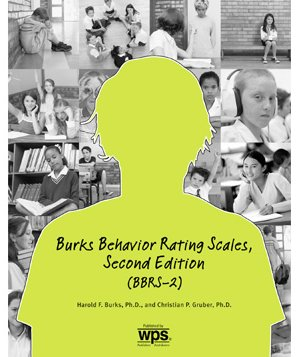 Burks Behavior Rating Scales,
Second Edition
(BBRS–2)
Harold F. Burks, Ph.D., and Christian P. Gruber, Ph.D.
Published by
wps